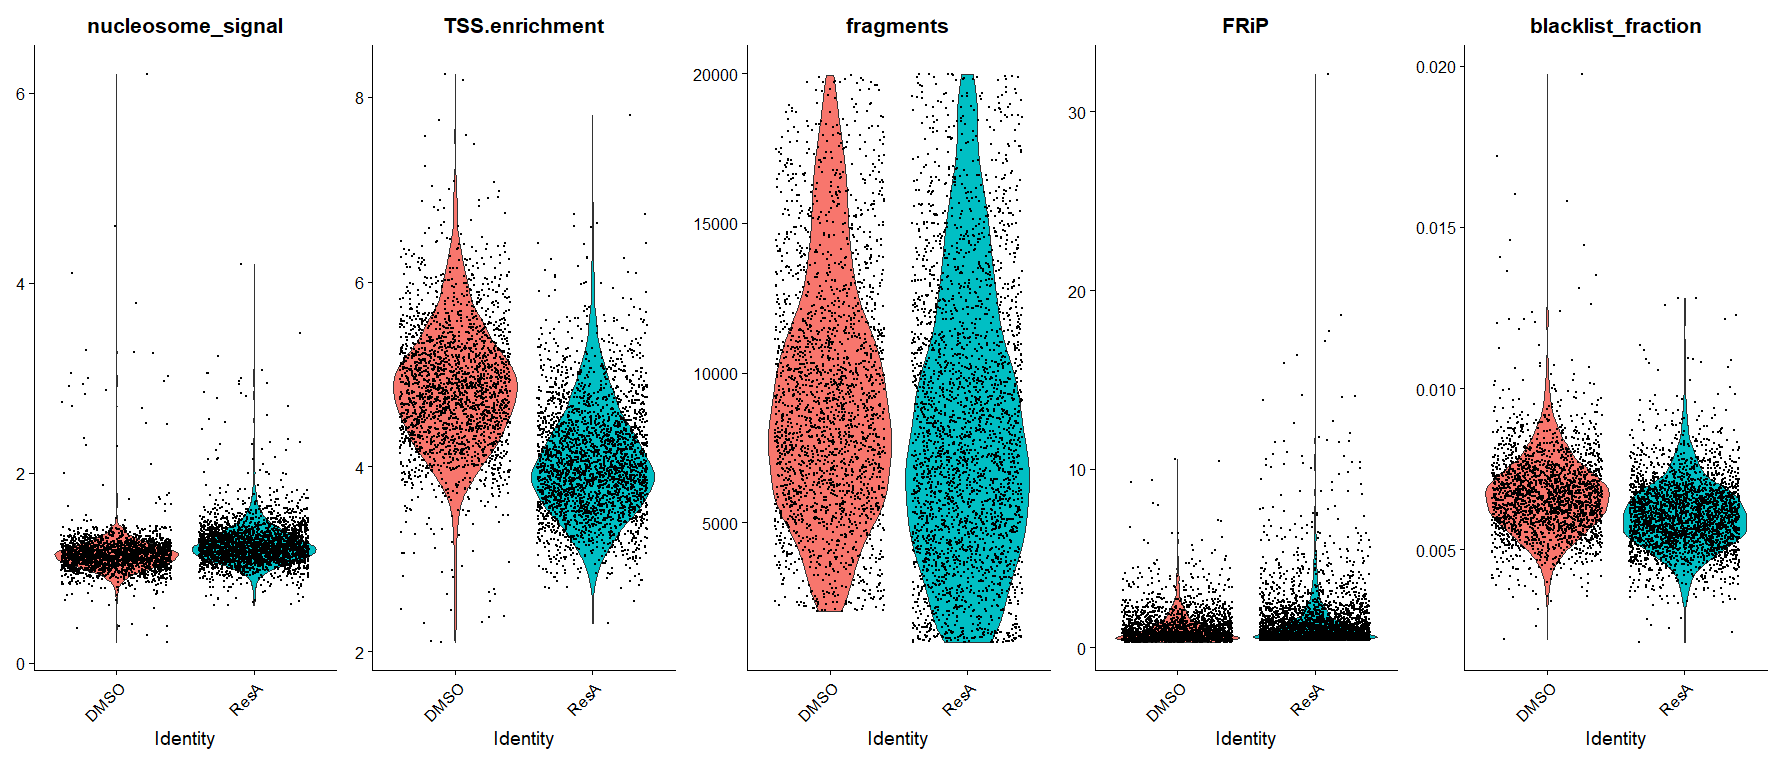 nucleosome_signal
6
4
2
0
DMSO
ResA
Identity
TSS.enrichment
8
6
4
2
DMSO
ResA
Identity
fragments
20000
15000
10000
5000
DMSO
ResA
Identity
FRiP
30
20
10
0
DMSO
ResA
Identity
blacklist_fraction
0.020
0.015
0.010
0.005
DMSO
ResA
Identity